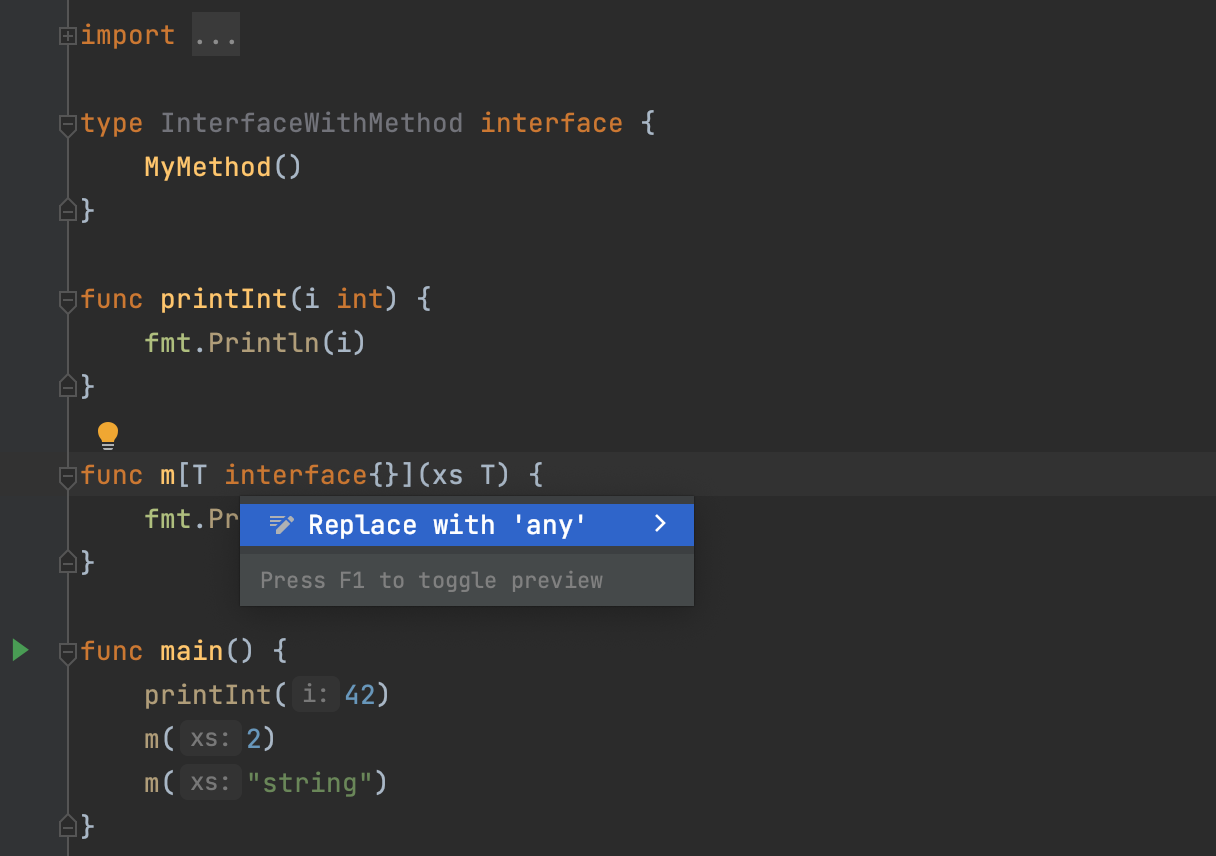 import ...
type InterfaceWithMethod interface {
MyMethod()
}
func printInt(i int) {
fmt.Println(i)
}
func m[T interface{}](xs T) {
fmt.Pr
Replace with 'any'
Press F1 to toggle preview
}
func main() {
printInt( i: 42)
m( xs: 2)
m( xs: "string")
}